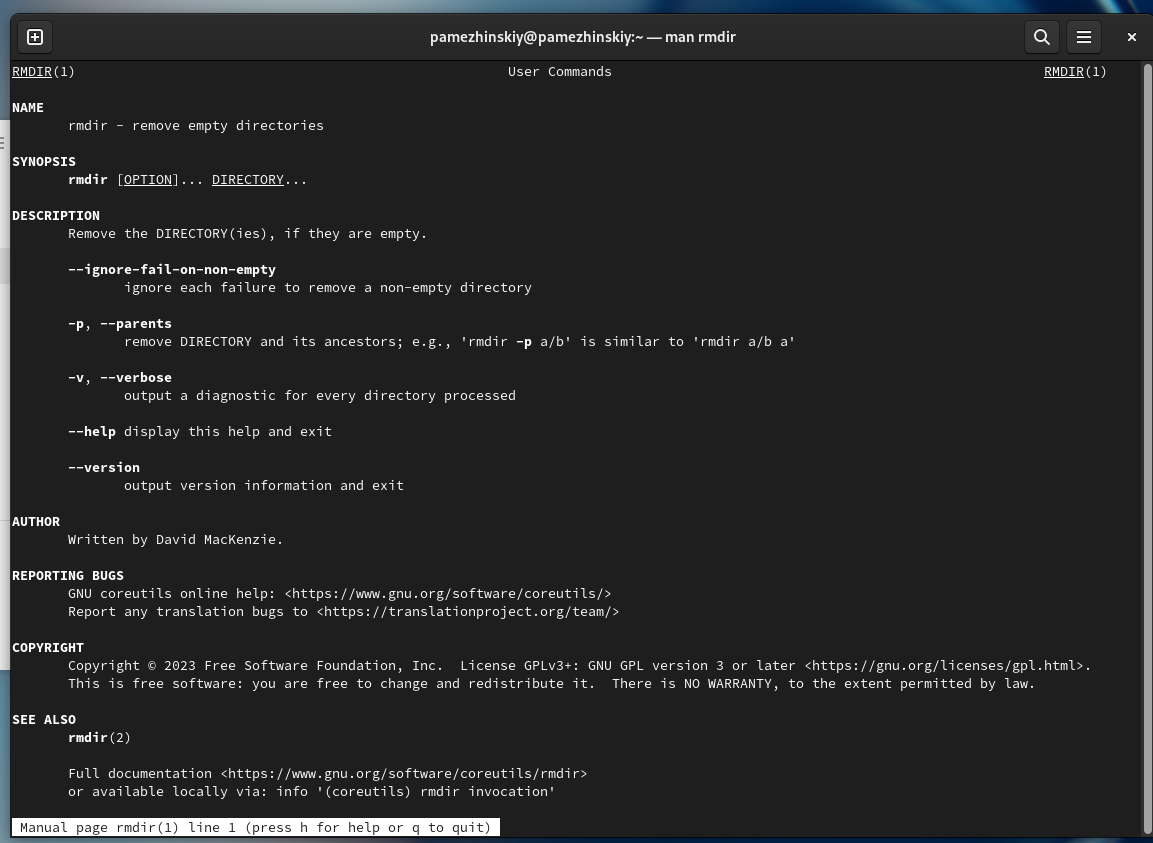 pamezhinskiy@pamezhinskiy:~ — man rmdir
RMDIR(1) User Commands RMDIR(1)
NAME
rmdir - remove empty directories
SYNOPSIS
rmdir [OPTION]... DIRECTORY...
DESCRIPTION
Remove the DIRECTORY(ies), if they are empty.
--ignore-fail-on-non-empty
ignore each failure to remove a non-empty directory
-p, --parents
remove DIRECTORY and its ancestors; e.g., 'rmdir -p a/b' is similar to 'rmdir a/b a'
-v, --verbose
output a diagnostic for every directory processed
--help display this help and exit
--version
output version information and exit
AUTHOR
Written by David MacKenzie.
REPORTING BUGS
GNU coreutils online help: <https://www.gnu.org/software/coreutils/>
Report any translation bugs to <https://translationproject.org/team/>
COPYRIGHT
Copyright © 2023 Free Software Foundation, Inc.  License GPLv3+: GNU GPL version 3 or later <https://gnu.org/licenses/gpl.html>.
This is free software: you are free to change and redistribute it.  There is NO WARRANTY, to the extent permitted by law.
SEE ALSO
rmdir(2)
Full documentation <https://www.gnu.org/software/coreutils/rmdir>
or available locally via: info '(coreutils) rmdir invocation'
Manual page rmdir(1) line 1 (press h for help or q to quit)